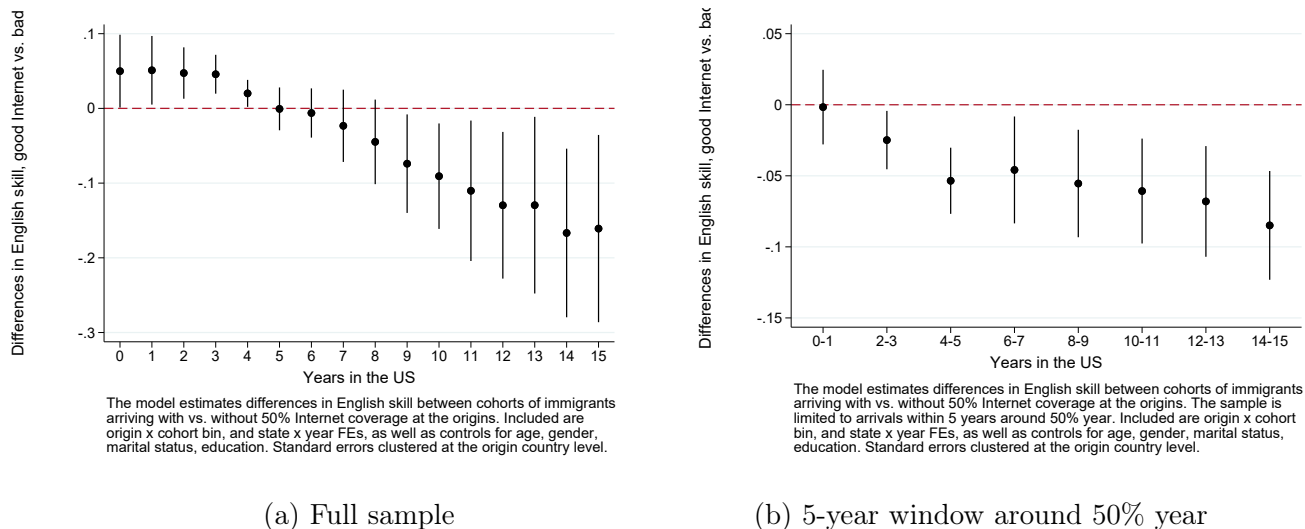 Differences in English skill, good Internet vs. bad
.1
0
-.1
-.2
-.3
0 1 2 3 4 5 6 7 8 9 10 11 12 13 14 15
Years in the US
The model estimates differences in English skill between cohorts of immigrants
arriving with vs. without 50% Internet coverage at the origins. Included are
origin x cohort bin, and state x year FEs, as well as controls for age, gender,
marital status, education. Standard errors clustered at the origin country level.
(a) Full sample
Differences in English skill, good Internet vs. bad
.05
0
-.05
-.1
-.15
0-1 2-3 4-5 6-7 8-9 10-11 12-13 14-15
Years in the US
The model estimates differences in English skill between cohorts of immigrants
arriving with vs. without 50% Internet coverage at the origins. The sample is
limited to arrivals within 5 years around 50% year. Included are origin x cohort
bin, and state x year FEs, as well as controls for age, gender, marital status,
education. Standard errors clustered at the origin country level.
(b) 5-year window around 50% year